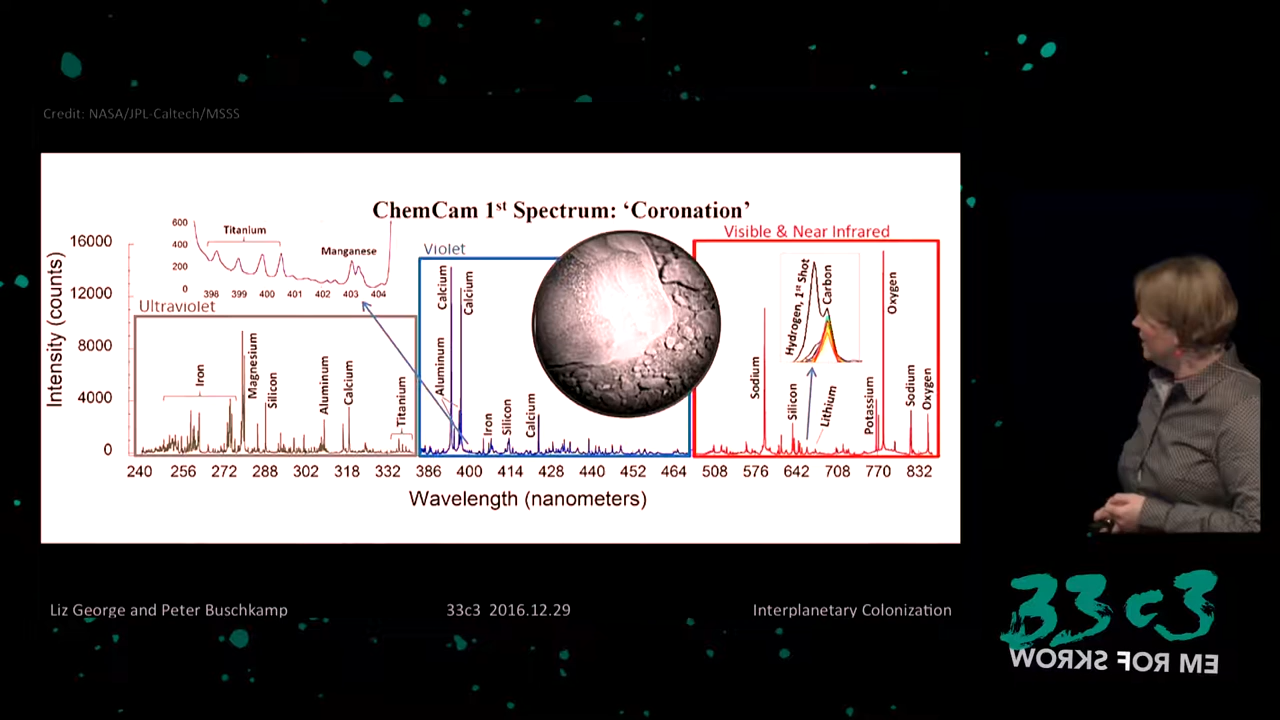 Credit: NASA/JPL-Caltech/MSSS
ChemCam 1st Spectrum: ‘Coronation’
Intensity (counts)
16000
12000
8000
4000
0
600
400
200
0
Titanium
Manganese
398 399 400 401 402 403 404
Ultraviolet
Iron
Magnesium
Silicon
Aluminum
Calcium
Titanium
Violet
Calcium
Calcium
Aluminum
Iron
Silicon
Calcium
Visible & Near Infrared
Hydrogen, 1st Shot
Carbon
Oxygen
Sodium
Silicon
Lithium
Potassium
Sodium
Oxygen
240 256 272 288 302 318 332 386 400 414 428 440 452 464 508 576 642 708 770 832
Wavelength (nanometers)
Liz George and Peter Buschkamp
33c3 2016.12.29
Interplanetary Colonization
33c3
WORKS FOR ME